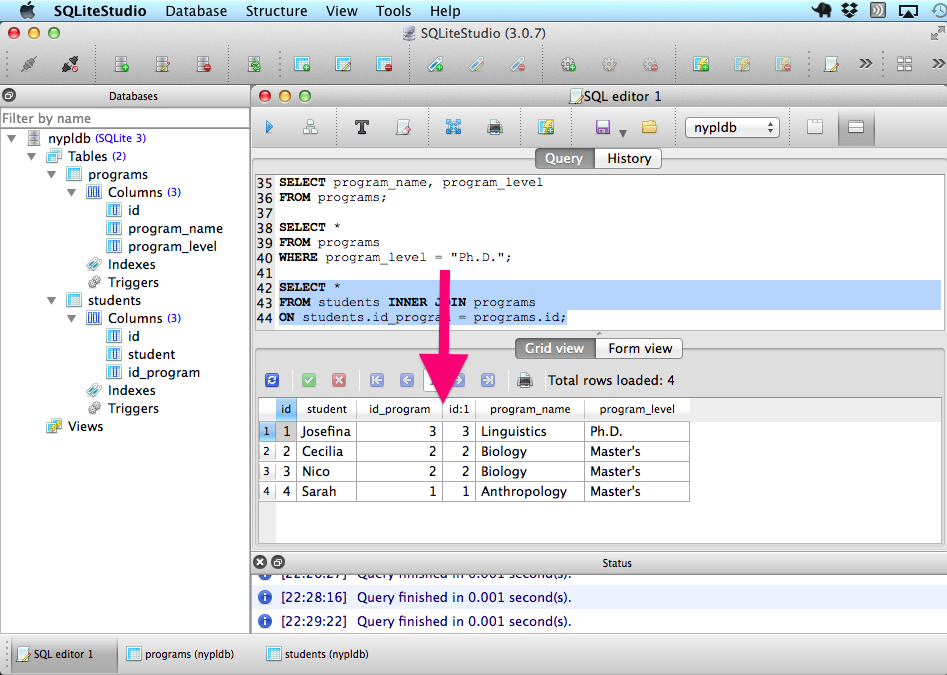 SQLiteStudio Database Structure View Tools Help
SQLiteStudio (3.0.7)
Databases
Filter by name
nypldb (SQLite 3)
Tables (2)
programs
Columns (3)
id
program_name
program_level
Indexes
Triggers
students
Columns (3)
id
student
id_program
Indexes
Triggers
Views
SQL editor 1
nypldb
Query History
35 SELECT program_name, program_level
36 FROM programs;
37
38 SELECT *
39 FROM programs
40 WHERE program_level = "Ph.D.";
41
42 SELECT *
43 FROM students INNER JOIN programs
44 ON students.id_program = programs.id;
Grid view Form view
Total rows loaded: 4
id student id_program id:1 program_name program_level
1 1 Josefina 3 3 Linguistics Ph.D.
2 2 Cecilia 2 2 Biology Master's
3 3 Nico 2 2 Biology Master's
4 4 Sarah 1 1 Anthropology Master's
Status
[22:26:27] Query finished in 0.001 second(s).
[22:28:16] Query finished in 0.001 second(s).
[22:29:22] Query finished in 0.001 second(s).
SQL editor 1 programs (nypldb) students (nypldb)